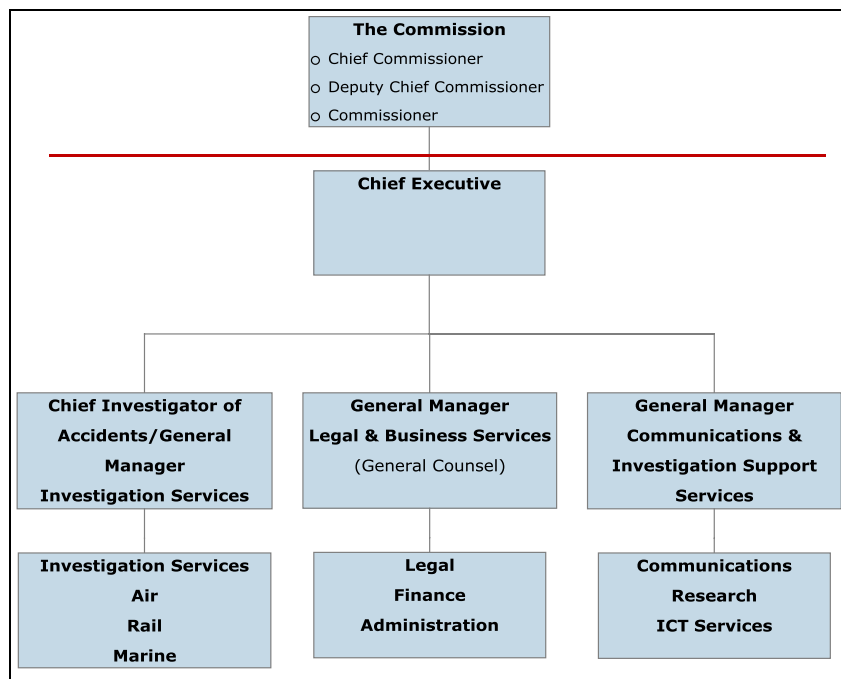 The Commission
Chief Commissioner
Deputy Chief Commissioner
Commissioner
Chief Executive
Chief Investigator of
Accidents/General
Manager
Investigation Services
General Manager
Legal & Business Services
(General Counsel)
General Manager
Communications &
Investigation Support
Services
Investigation Services
Air
Rail
Marine
Legal
Finance
Administration
Communications
Research
ICT Services